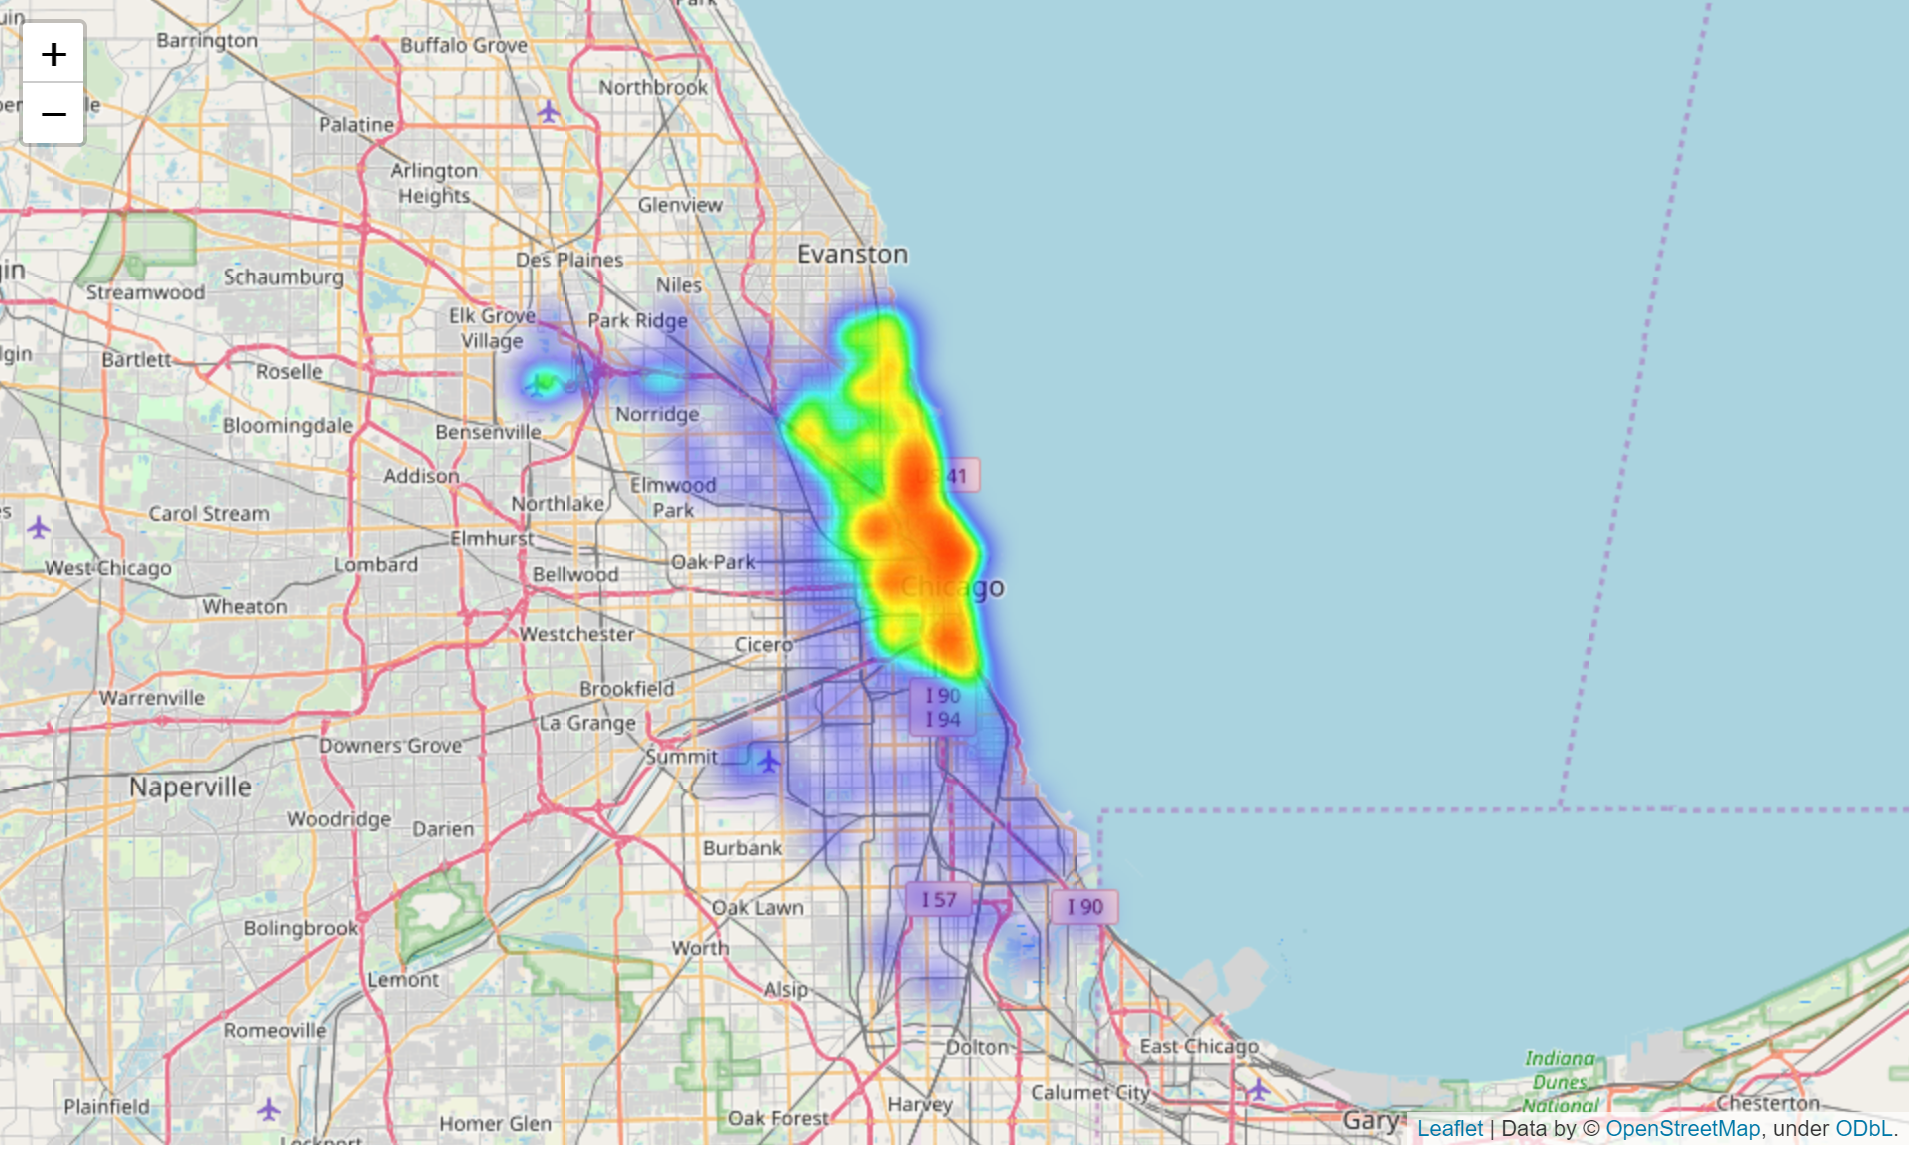 Park
+
Barrington
Buffalo Grove
Northbrook
−
Palatine
Arlington
Heights
Glenview
Evanston
Des Plaines
Schaumburg
Niles
Streamwood
Elk Grove
Village
Park Ridge
Bartlett
Roselle
Norridge
Bloomingdale
Bensenville
Addison
US 41
Elmwood
Park
Northlake
Carol Stream
Elmhurst
Oak Park
West Chicago
Lombard
Bellwood
Chicago
Wheaton
Westchester
Cicero
Brookfield
Warrenville
I 90
I 94
La Grange
Downers Grove
Summit
Naperville
Woodridge
Darien
Burbank
I 57
I 90
Oak Lawn
Bolingbrook
Worth
Lemont
Alsip
Romeoville
Dolton
East Chicago
Indiana
Dunes
National
Calumet City
Plainfield
Harvey
Chesterton
Homer Glen
Oak Forest
Gary
Lockport
Leaflet | Data by © OpenStreetMap, under ODbL.